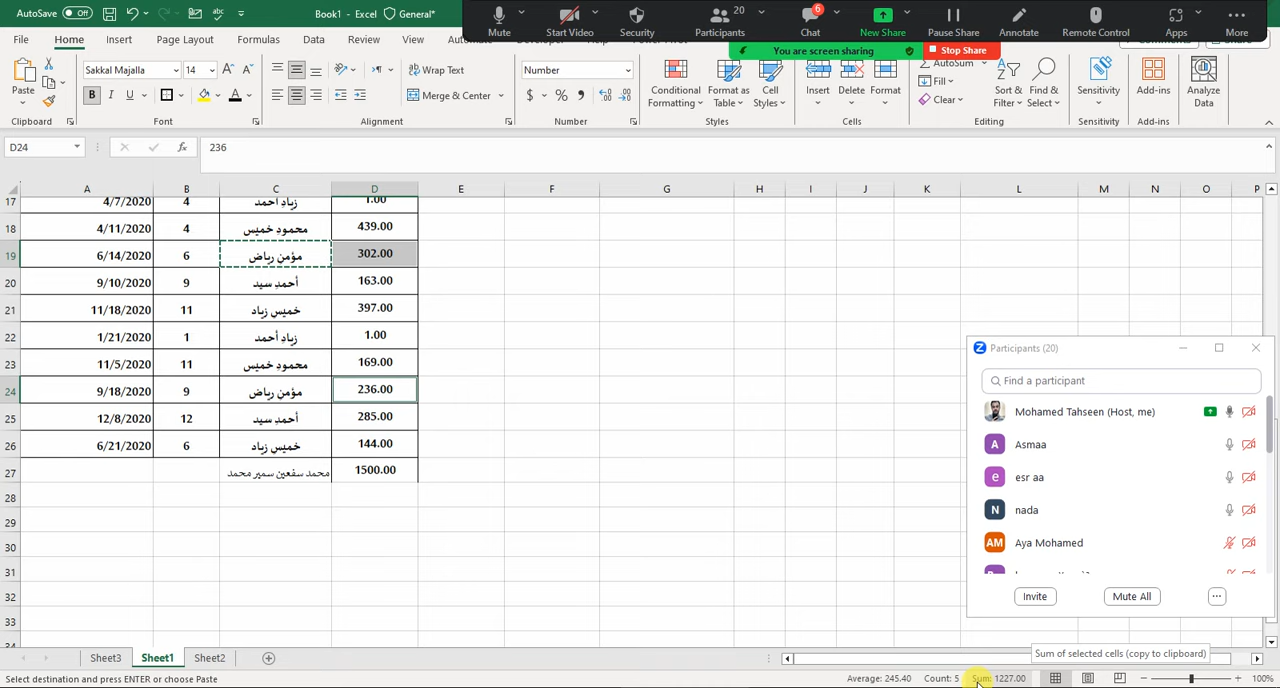 AutoSave Off
Book1 - Excel General*
Mute Start Video Security 20 Participants 6 Chat New Share Pause Share Annotate Remote Control Apps More
You are screen sharing Stop Share
File Home Insert Page Layout Formulas Data Review View
Sakkal Majalla 14 Wrap Text Number AutoSum
Paste B I U Merge & Center $ % Conditional Formatting Format as Table Cell Styles Insert Delete Format Fill Clear Sort & Filter Find & Select Sensitivity Add-ins Analyze Data
Clipboard Font Alignment Number Styles Cells Editing Sensitivity Add-ins
D24 fx 236
A B C D E F G H I J K L M N O P
17 4/7/2020 4 زياد أحمد 1.00
18 4/11/2020 4 محمود خميس 439.00
19 6/14/2020 6 مؤمن رياض 302.00
20 9/10/2020 9 أحمد سيد 163.00
21 11/18/2020 11 خميس زياد 397.00
22 1/21/2020 1 زياد أحمد 1.00
23 11/5/2020 11 محمود خميس 169.00
24 9/18/2020 9 مؤمن رياض 236.00
25 12/8/2020 12 أحمد سيد 285.00
26 6/21/2020 6 خميس زياد 144.00
27 محمد سفعين سمير محمد 1500.00
28
29
30
31
32
33
34
Participants (20)
Find a participant
Mohamed Tahseen (Host, me)
A Asmaa
e esr aa
N nada
AM Aya Mohamed
Invite Mute All ...
Sum of selected cells (copy to clipboard)
Sheet3 Sheet1 Sheet2
Select destination and press ENTER or choose Paste
Average: 245.40 Count: 5 Sum: 1227.00 100%